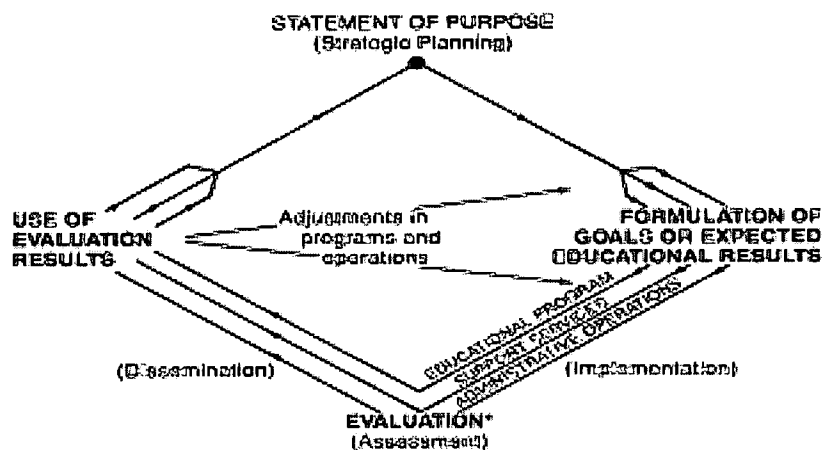 STATEMENT OF PURPOSE
(Strategic Planning)
USE OF
EVALUATION
RESULTS
Adjustments in
programs and
operations
FORMULATION OF
GOALS OR EXPECTED
EDUCATIONAL RESULTS
EDUCATIONAL PROGRAM
SUPPORT SERVICES
ADMINISTRATIVE OPERATIONS
(Dissemination)
(Implementation)
EVALUATION*
(Assessment)